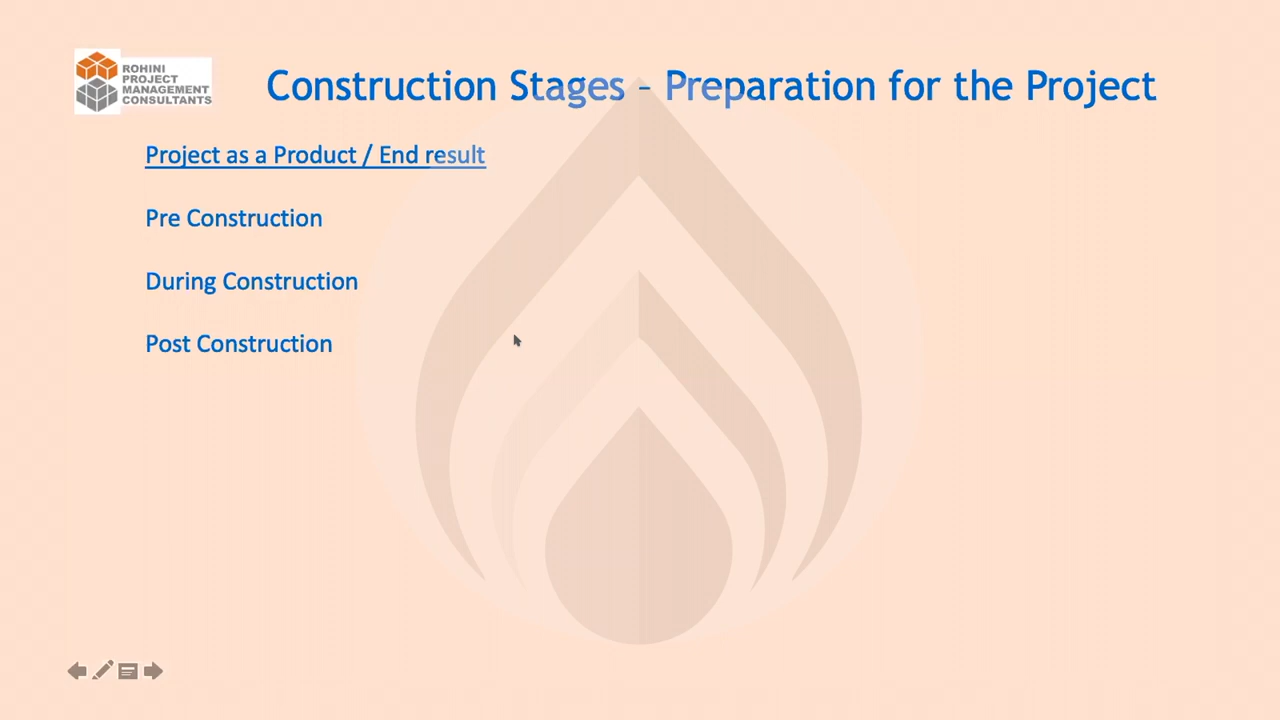 ROHINI
PROJECT
MANAGEMENT
CONSULTANTS
Construction Stages – Preparation for the Project
Project as a Product / End result
Pre Construction
During Construction
Post Construction